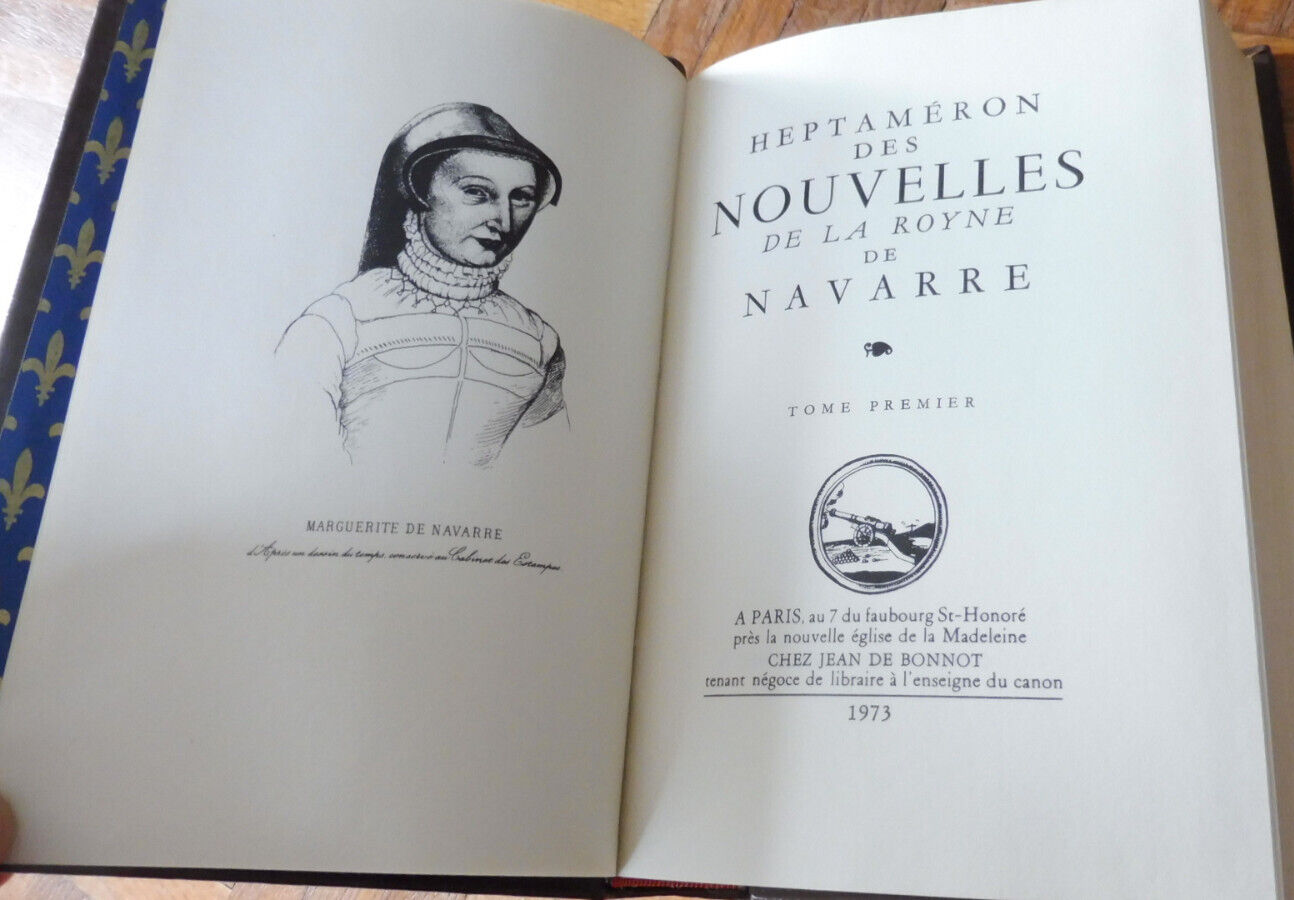 MARGUERITE DE NAVARRE
d'Après un dessin du temps, conservé au Cabinet des Estampes.
HEPTAMÉRON
DES
NOUVELLES
DE LA ROYNE
DE
NAVARRE
TOME PREMIER
A PARIS, au 7 du faubourg St-Honoré
près la nouvelle église de la Madeleine
CHEZ JEAN DE BONNOT
tenant négoce de libraire à l'enseigne du canon
1973